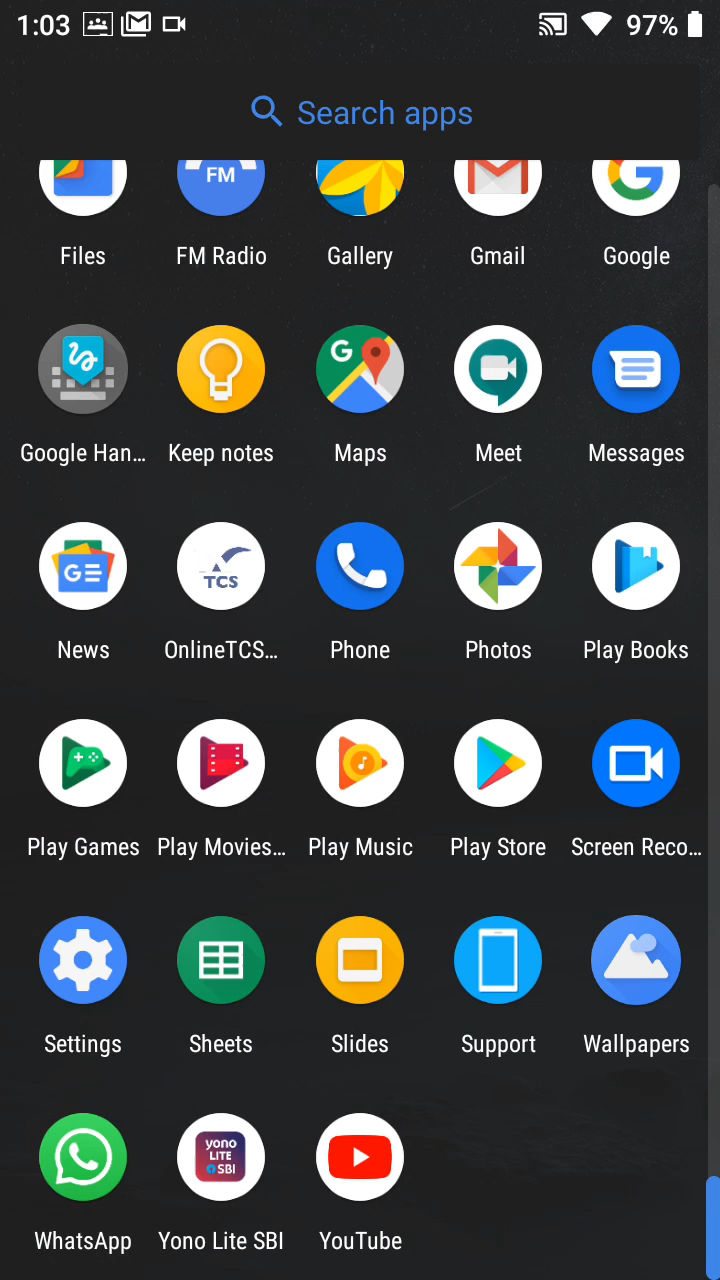 1:03 97%
Search apps
FM
Files FM Radio Gallery Gmail Google
G
Google Han... Keep notes Maps Meet Messages
G TCS
News OnlineTCS... Phone Photos Play Books
Play Games Play Movies... Play Music Play Store Screen Reco...
Settings Sheets Slides Support Wallpapers
yono
LITE
SBI
WhatsApp Yono Lite SBI YouTube